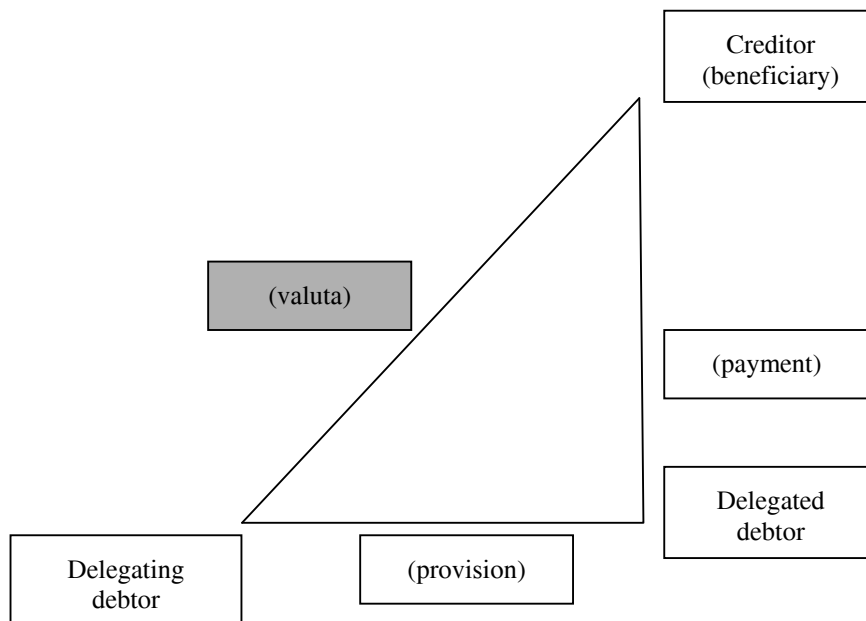 Creditor
(beneficiary)
(valuta)
(payment)
Delegated
debtor
Delegating
debtor
(provision)